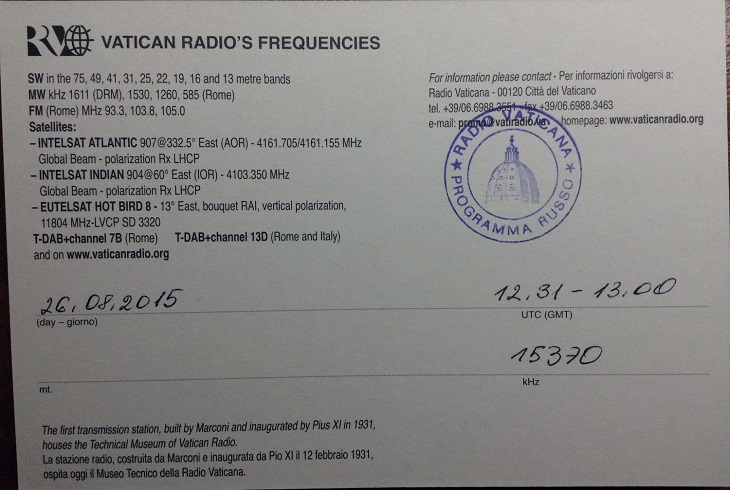 RV VATICAN RADIO'S FREQUENCIES
SW in the 75, 49, 41, 31, 25, 22, 19, 16 and 13 metre bands
MW kHz 1611 (DRM), 1530, 1260, 585 (Rome)
FM (Rome) MHz 93.3, 103.8, 105.0
Satellites:
– INTELSAT ATLANTIC 907@332.5° East (AOR) - 4161.705/4161.155 MHz
Global Beam - polarization Rx LHCP
– INTELSAT INDIAN 904@60° East (IOR) - 4103.350 MHz
Global Beam - polarization Rx LHCP
– EUTELSAT HOT BIRD 8 - 13° East, bouquet RAI, vertical polarization,
11804 MHz-LVCP SD 3320
T-DAB+channel 7B (Rome) T-DAB+channel 13D (Rome and Italy)
and on www.vaticanradio.org
For information please contact - Per informazioni rivolgersi a:
Radio Vaticana - 00120 Città del Vaticano
tel. +39/06.6988.3551 - fax +39/06.6988.3463
e-mail: promo@vatiradio.va homepage: www.vaticanradio.org
★ RADIO VATICANA ★
PROGRAMMA RUSSO
26.08.2015
(day – giorno)
12.31 – 13.00
UTC (GMT)
15370
mt.
kHz
The first transmission station, built by Marconi and inaugurated by Pius XI in 1931,
houses the Technical Museum of Vatican Radio.
La stazione radio, costruita da Marconi e inaugurata da Pio XI il 12 febbraio 1931,
ospita oggi il Museo Tecnico della Radio Vaticana.